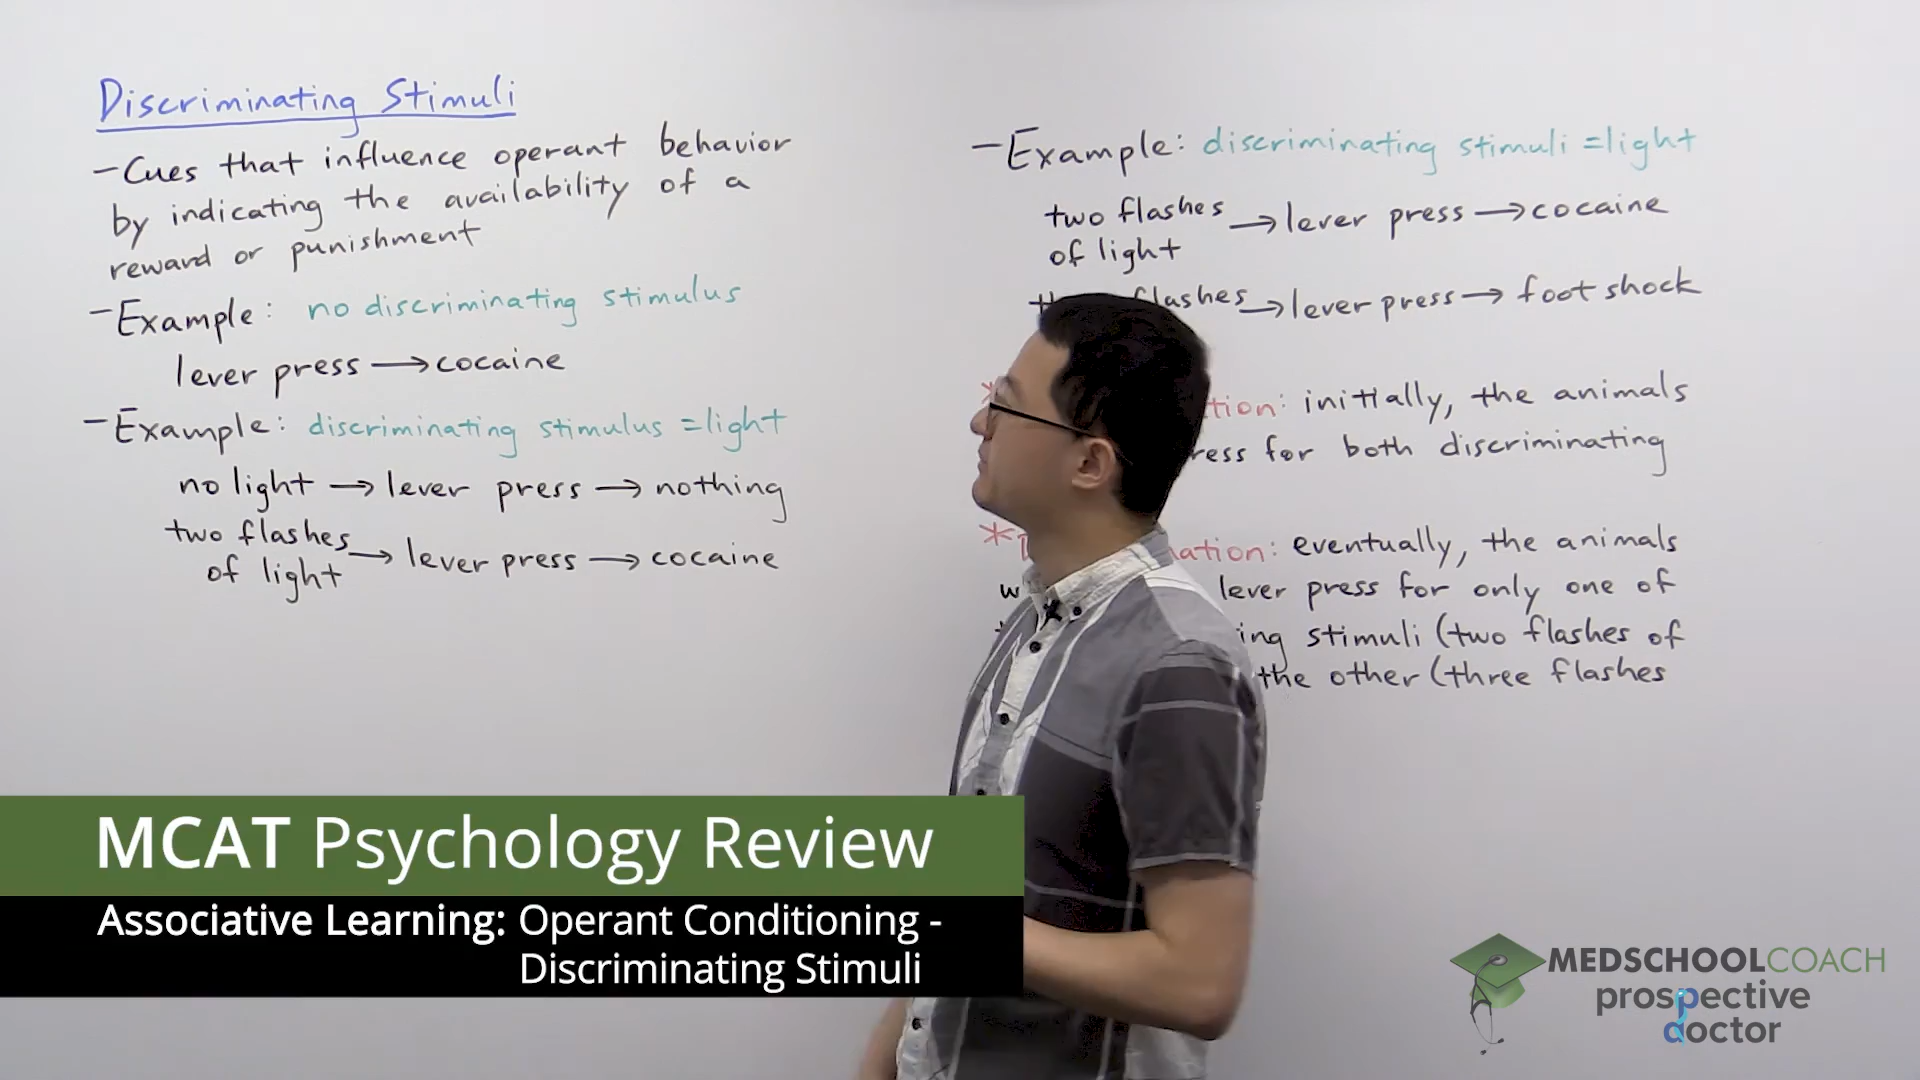 Discriminating Stimuli
-Cues that influence operant behavior
by indicating the availability of a
reward or punishment
-Example: no discriminating stimulus
lever press → cocaine
-Example: discriminating stimulus = light
no light → lever press → nothing
two flashes
of light → lever press → cocaine
-Example: discriminating stimuli = light
two flashes
of light → lever press → cocaine
flashes → lever press → foot shock
* tion: initially, the animals
ress for both discriminating
* ation: eventually, the animals
w lever press for only one of
ing stimuli (two flashes of
the other (three flashes
MCAT Psychology Review
Associative Learning: Operant Conditioning -
Discriminating Stimuli
MEDSCHOOLCOACH
prospective
doctor